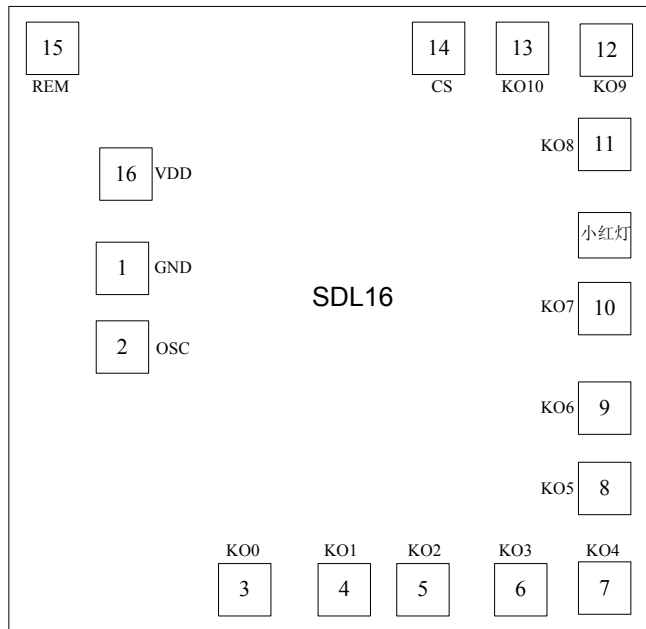 15 14 13 12
REM CS KO10 KO9
KO8 11
16 VDD
小红灯
1 GND
SDL16
KO7 10
2 OSC
KO6 9
KO5 8
KO0 KO1 KO2 KO3 KO4
3 4 5 6 7